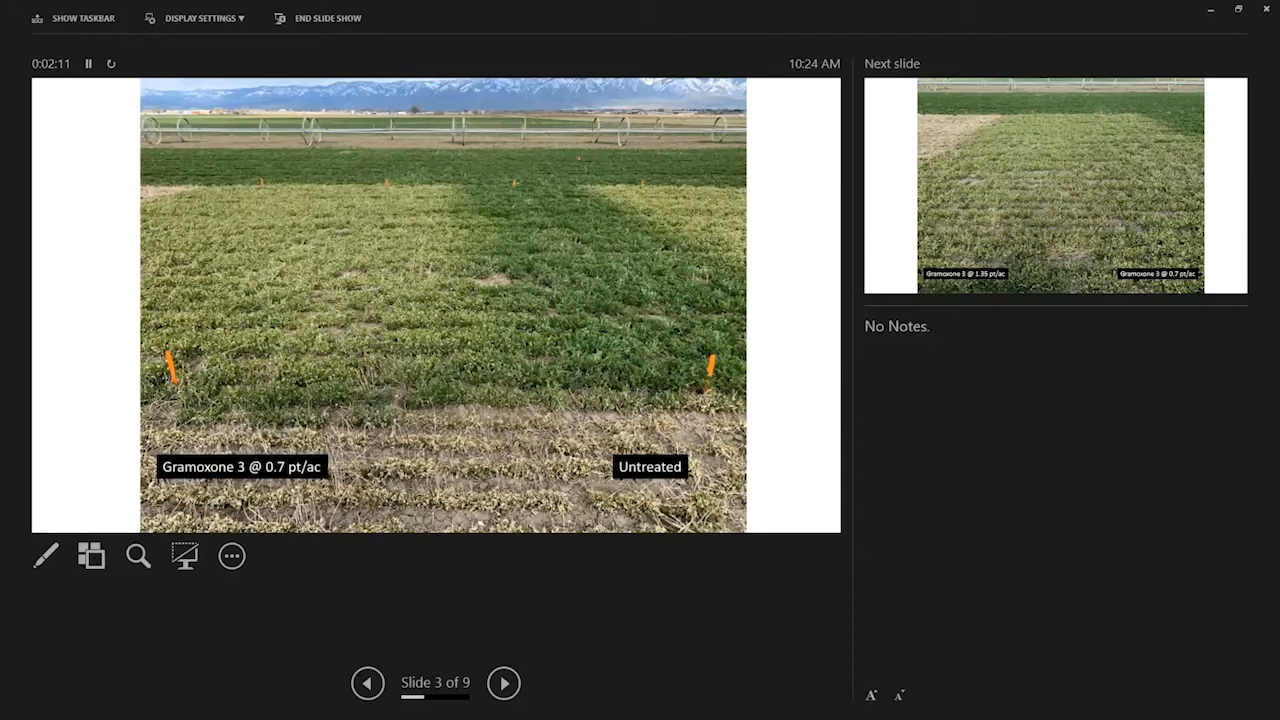 SHOW TASKBAR
DISPLAY SETTINGS ▼
END SLIDE SHOW
0:02:11
10:24 AM
Next slide
Gramoxone 3 @ 1.35 pt/ac
Gramoxone 3 @ 0.7 pt/ac
No Notes.
Gramoxone 3 @ 0.7 pt/ac
Untreated
Slide 3 of 9
A A